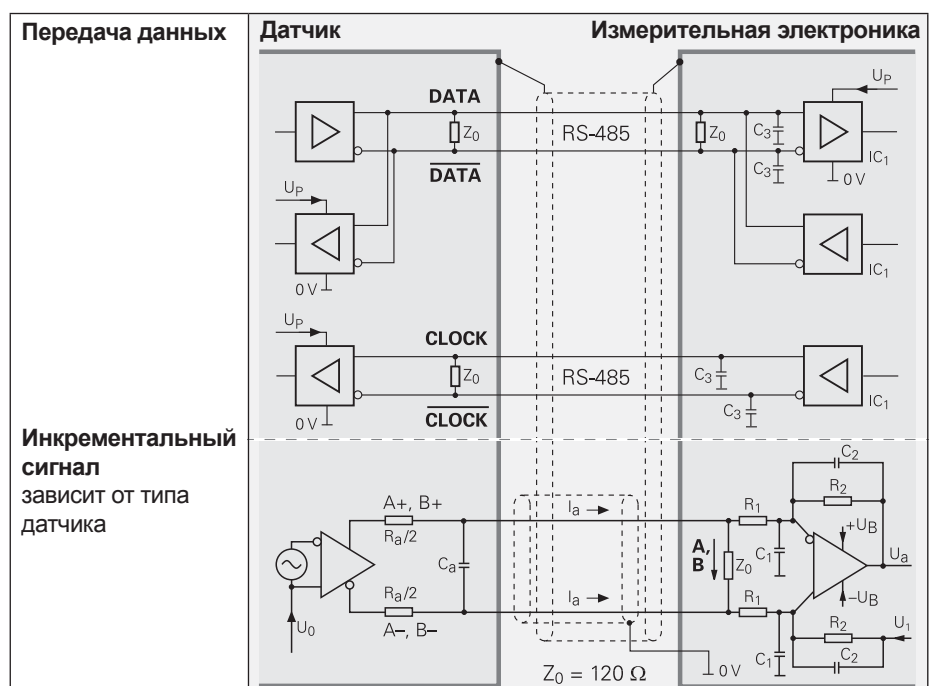 Передача данных
Датчик
Измерительная электроника
DATA
Z0
RS-485
Z0
C3
UP
DATA
C3
IC1
0 V
UP
0 V
IC1
UP
CLOCK
Z0
RS-485
C3
IC1
0 V
CLOCK
C3
Инкрементальный
сигнал
зависит от типа
датчика
C2
R2
A+, B+
Ra/2
Ia
R1
+UB
Ca
A,
B
Z0
C1
Ua
Ra/2
Ia
R1
–UB
A–, B–
U0
R2
U1
C1
C2
Z0 = 120 Ω
0 V